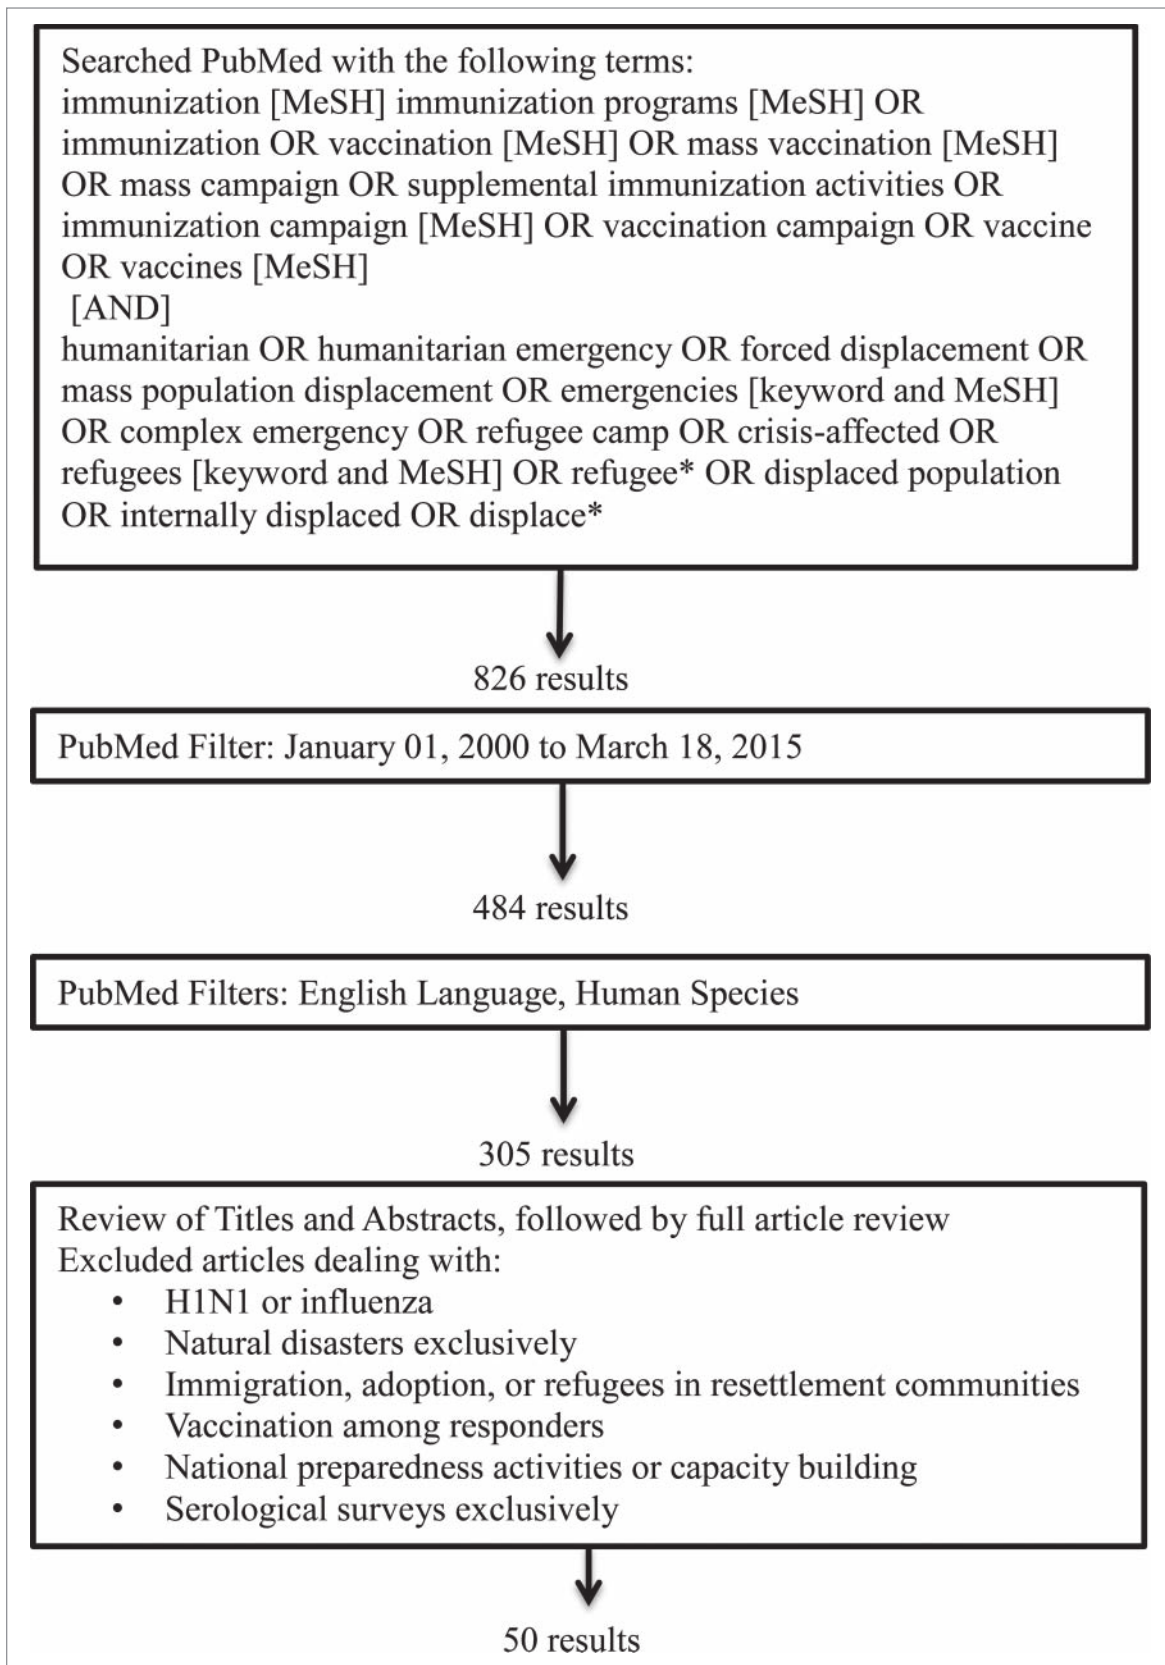 Searched PubMed with the following terms:
immunization [MeSH] immunization programs [MeSH] OR
immunization OR vaccination [MeSH] OR mass vaccination [MeSH]
OR mass campaign OR supplemental immunization activities OR
immunization campaign [MeSH] OR vaccination campaign OR vaccine
OR vaccines [MeSH]
[AND]
humanitarian OR humanitarian emergency OR forced displacement OR
mass population displacement OR emergencies [keyword and MeSH]
OR complex emergency OR refugee camp OR crisis-affected OR
refugees [keyword and MeSH] OR refugee* OR displaced population
OR internally displaced OR displace*
826 results
PubMed Filter: January 01, 2000 to March 18, 2015
484 results
PubMed Filters: English Language, Human Species
305 results
Review of Titles and Abstracts, followed by full article review
Excluded articles dealing with:
• H1N1 or influenza
• Natural disasters exclusively
• Immigration, adoption, or refugees in resettlement communities
• Vaccination among responders
• National preparedness activities or capacity building
• Serological surveys exclusively
50 results